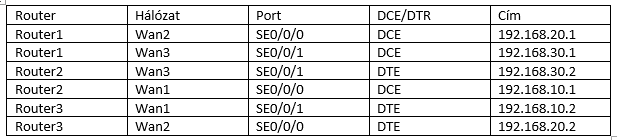 Router Hálózat Port DCE/DTR Cím
Router1 Wan2 SE0/0/0 DCE 192.168.20.1
Router1 Wan3 SE0/0/1 DCE 192.168.30.1
Router2 Wan3 SE0/0/1 DTE 192.168.30.2
Router2 Wan1 SE0/0/0 DCE 192.168.10.1
Router3 Wan1 SE0/0/1 DTE 192.168.10.2
Router3 Wan2 SE0/0/0 DTE 192.168.20.2